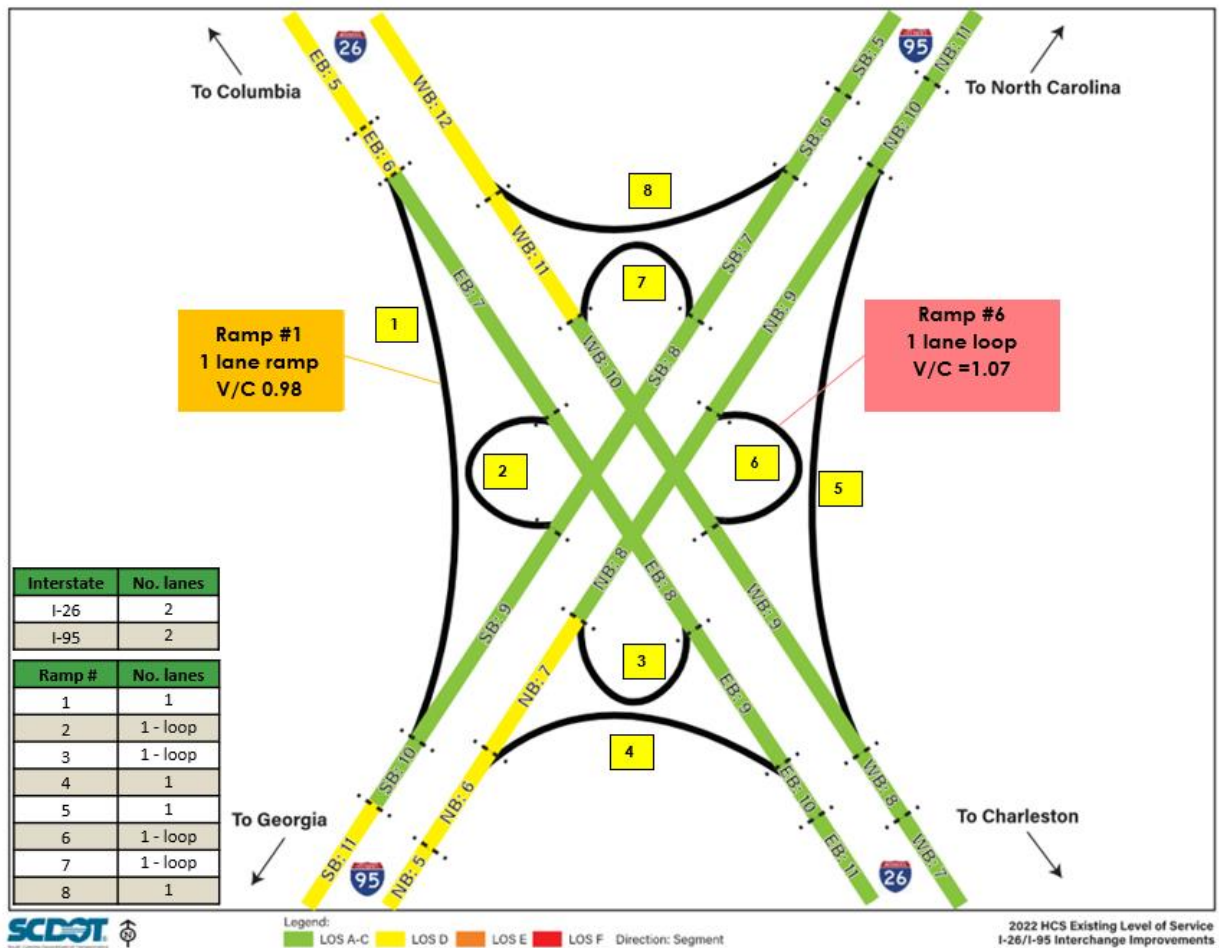 26
95
To Columbia
To North Carolina
EB: 5
WB: 12
SB: 5
NB: 11
EB: 6
SB: 6
NB: 10
8
WB: 11
SB: 7
EB: 7
7
NB: 9
1
Ramp #1
1 lane ramp
V/C 0.98
Ramp #6
1 lane loop
V/C =1.07
WB: 10
SB: 8
2
6
5
NB: 8
EB: 8
SB: 9
WB: 9
3
NB: 7
EB: 9
4
SB: 10
NB: 6
EB: 10
WB: 8
To Georgia
To Charleston
SB: 11
NB: 5
EB: 11
WB: 7
95
26
Interstate No. lanes
I-26 2
I-95 2
Ramp # No. lanes
1 1
2 1 - loop
3 1 - loop
4 1
5 1
6 1 - loop
7 1 - loop
8 1
SCDOT
N
Legend:
LOS A-C LOS D LOS E LOS F Direction: Segment
2022 HCS Existing Level of Service
I-26/I-95 Interchange Improvements